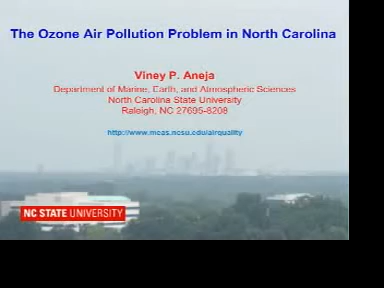 The Ozone Air Pollution Problem in North Carolina
Viney P. Aneja
Department of Marine, Earth, and Atmospheric Sciences
North Carolina State University
Raleigh, NC 27695-8208
http://www.meas.ncsu.edu/airquality
NC STATE UNIVERSITY